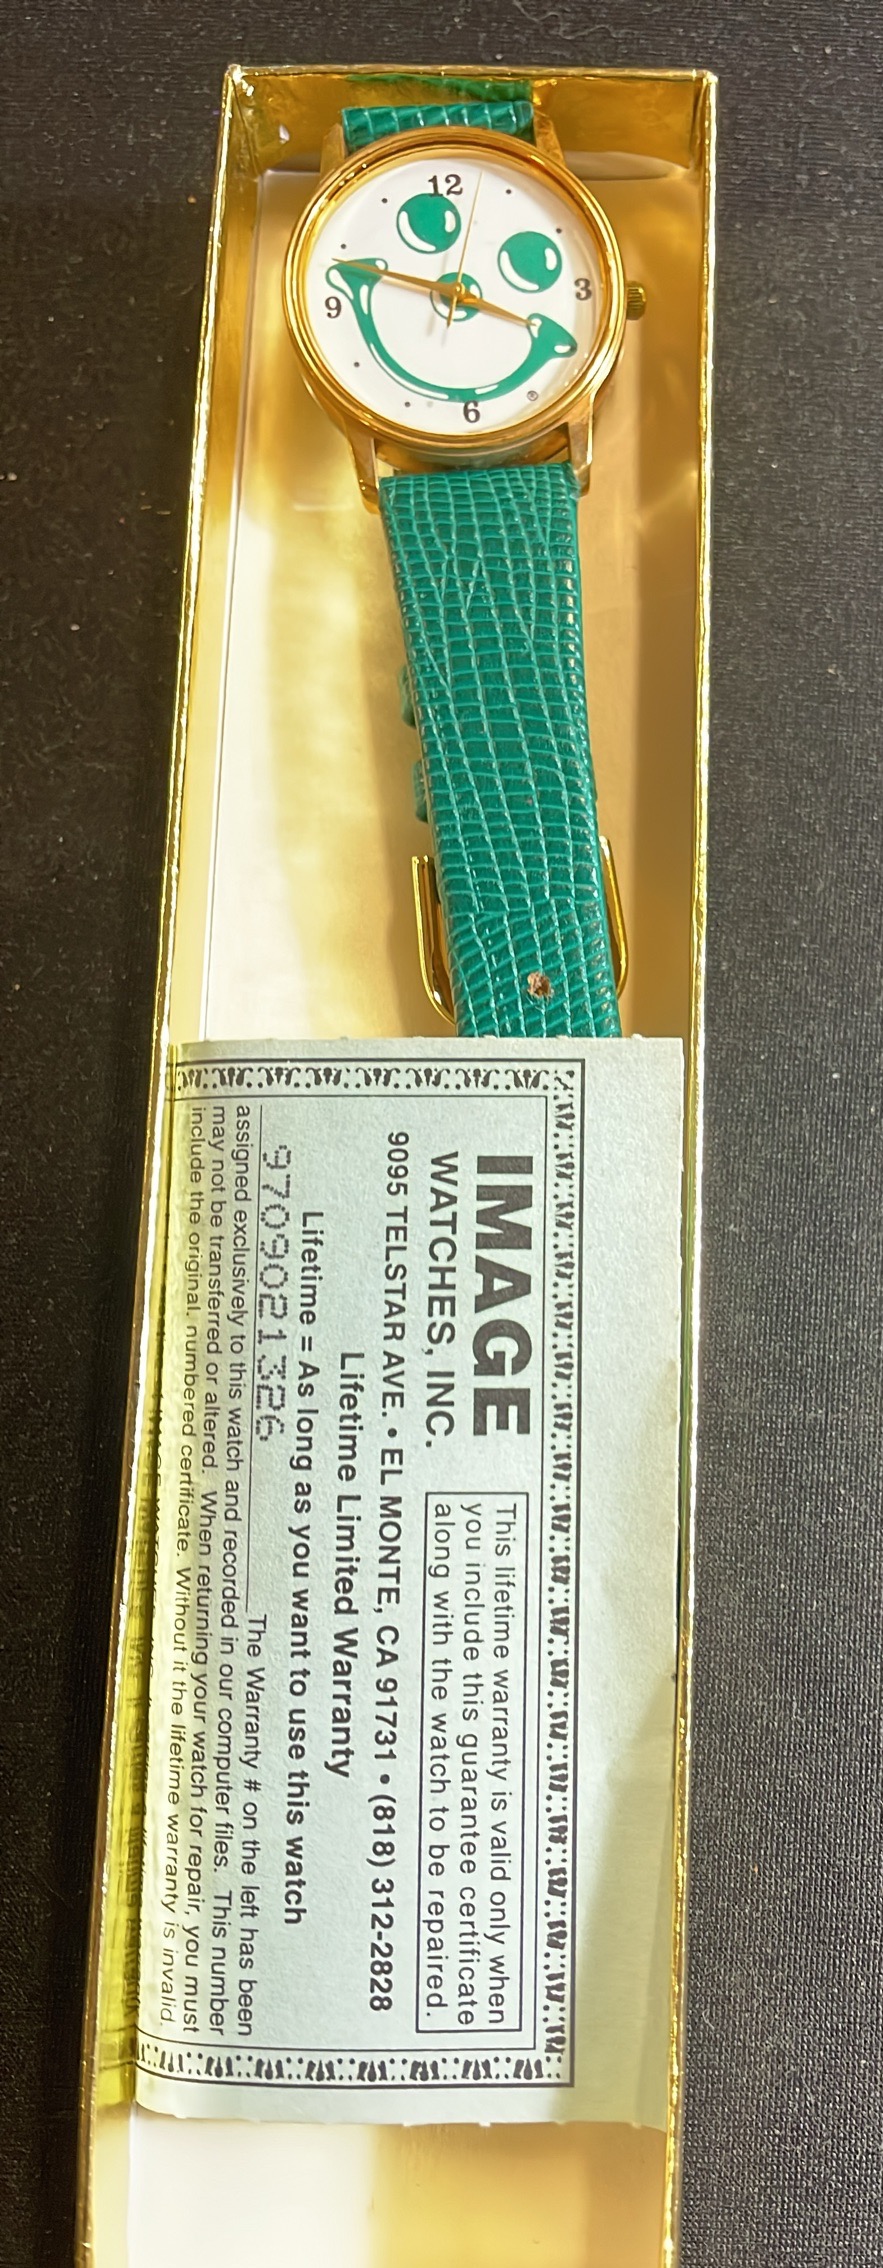 12
3
9
6
®
IMAGE
WATCHES, INC.
This lifetime warranty is valid only when
you include this guarantee certificate
along with the watch to be repaired.
9095 TELSTAR AVE. • EL MONTE, CA 91731 • (818) 312-2828
Lifetime Limited Warranty
Lifetime = As long as you want to use this watch
9709021326 The Warranty # on the left has been
assigned exclusively to this watch and recorded in our computer files. This number
may not be transferred or altered. When returning your watch for repair, you must
include the original, numbered certificate. Without it the lifetime warranty is invalid.